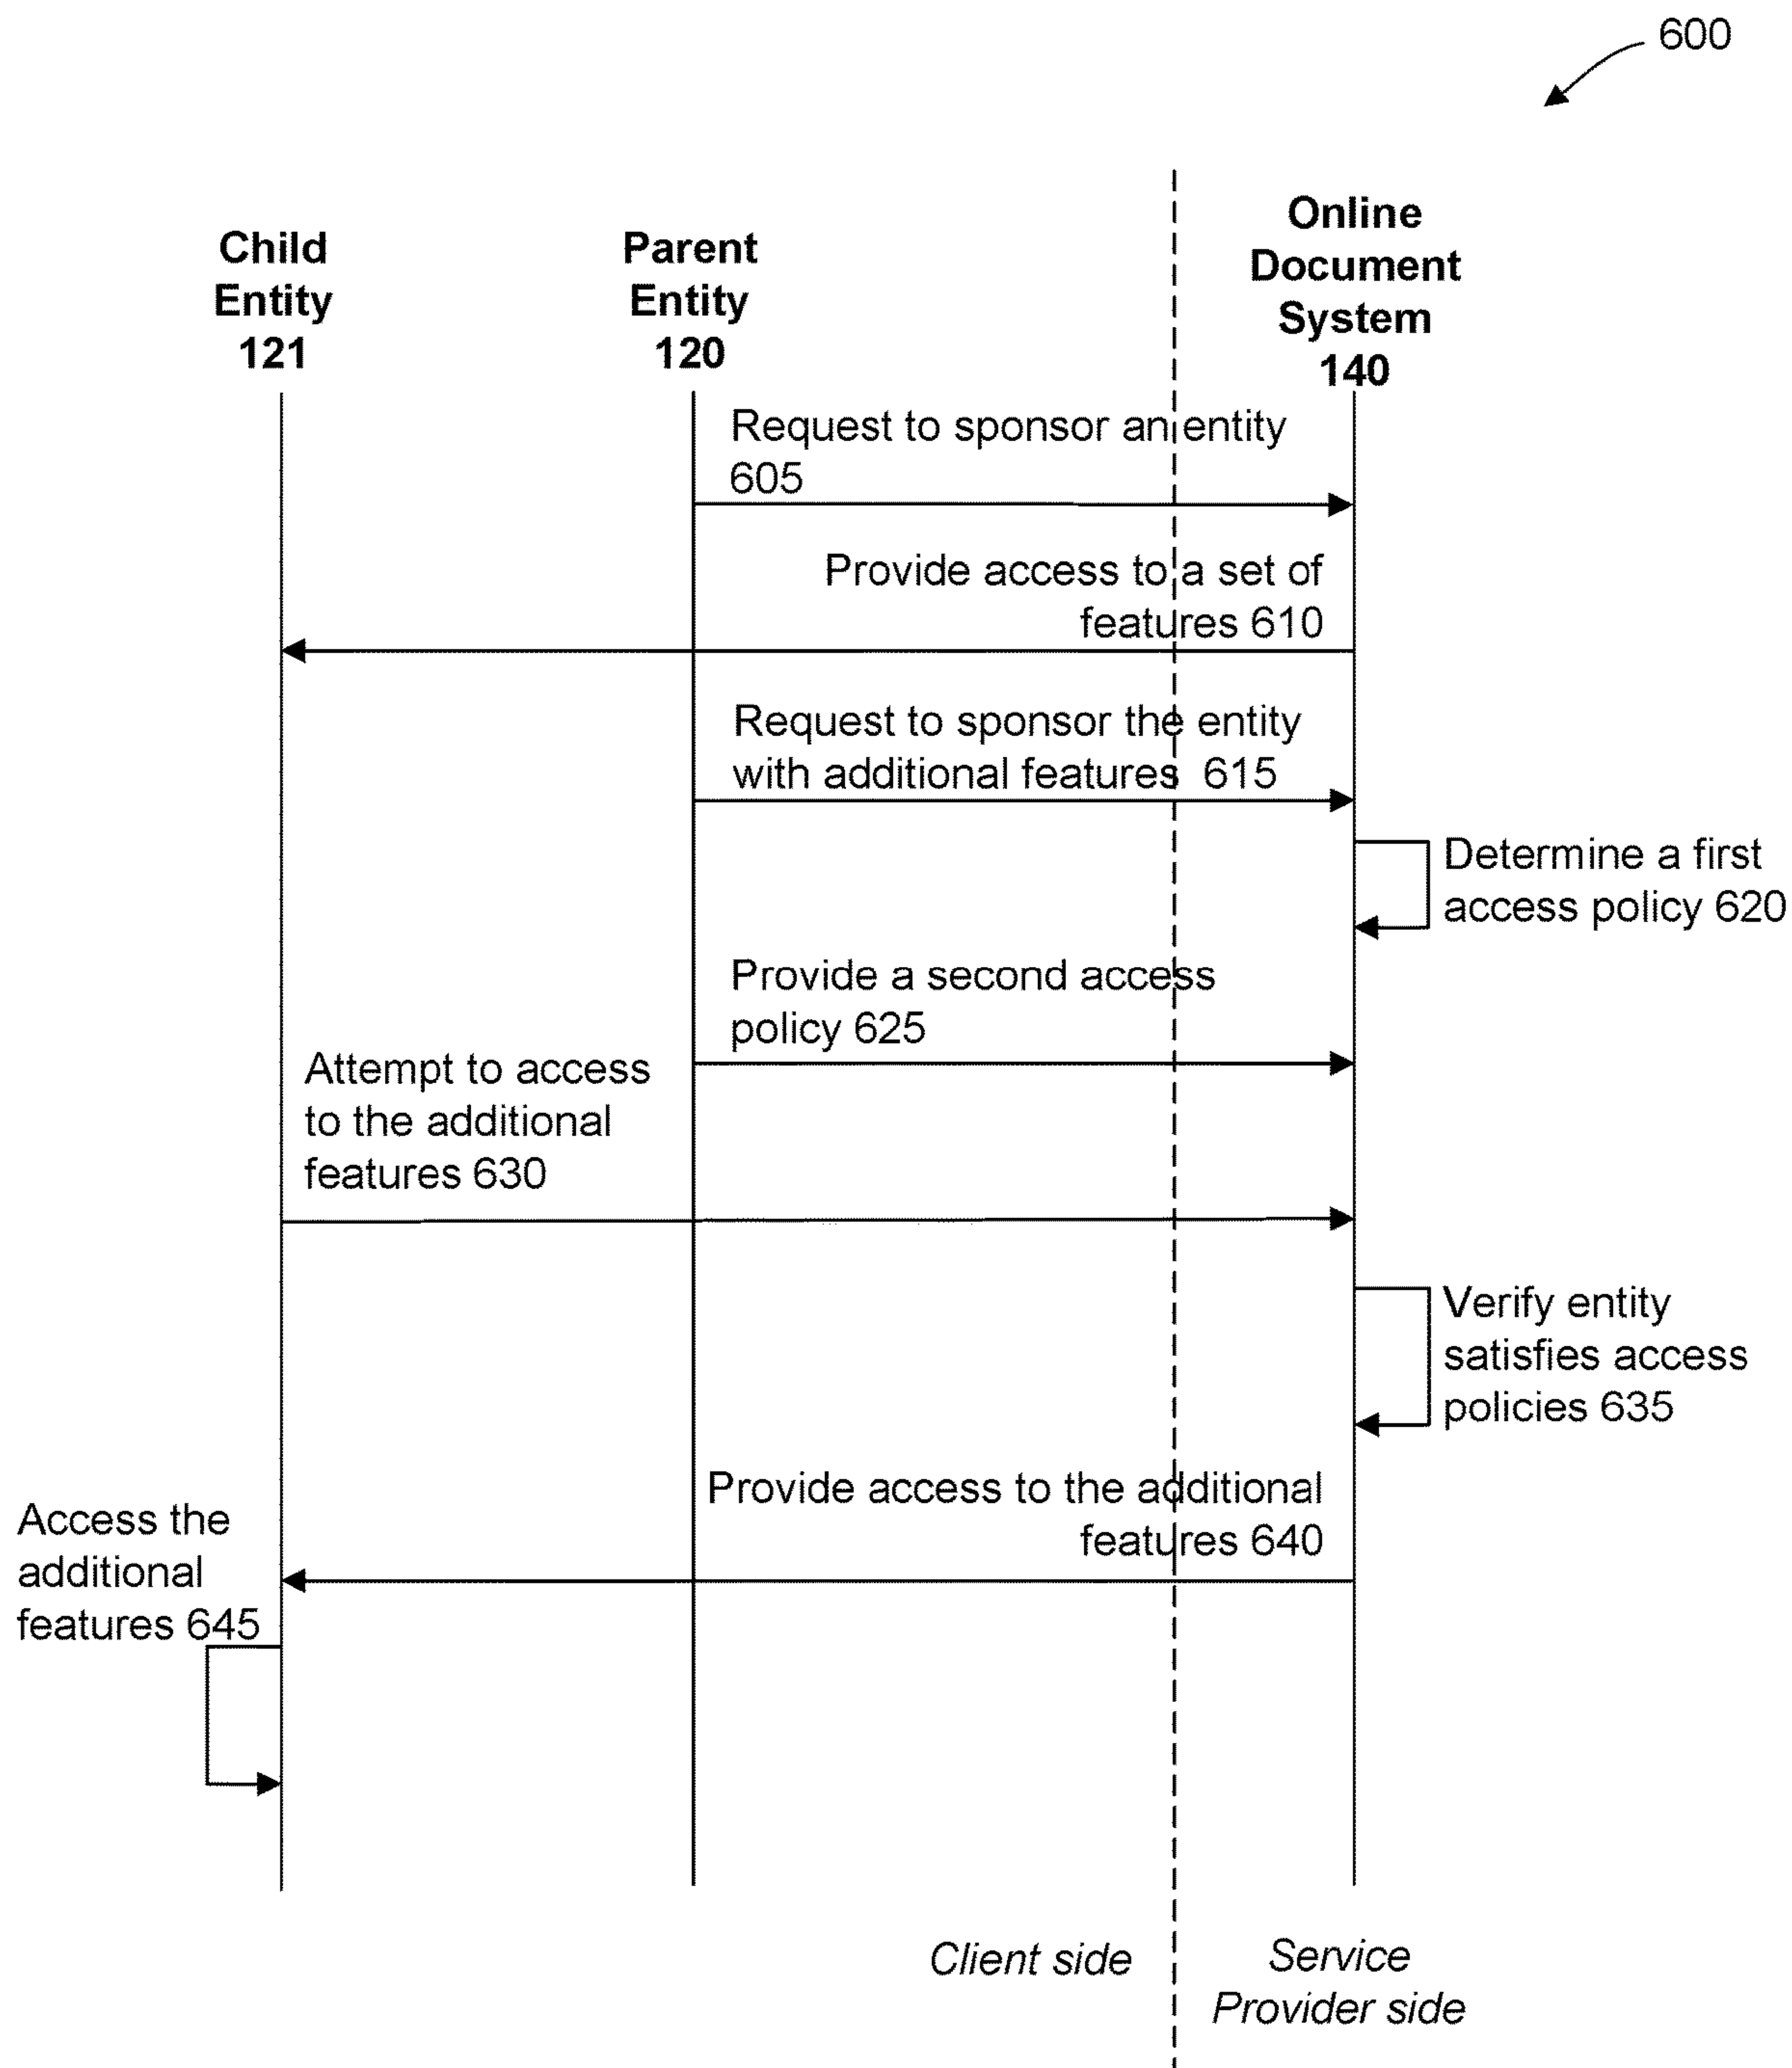 600
Child
Entity
121
Parent
Entity
120
Online
Document
System
140
Request to sponsor an entity
605
Provide access to a set of
features 610
Request to sponsor the entity
with additional features 615
Determine a first
access policy 620
Provide a second access
policy 625
Attempt to access
to the additional
features 630
Verify entity
satisfies access
policies 635
Provide access to the additional
features 640
Access the
additional
features 645
Client side
Service
Provider side